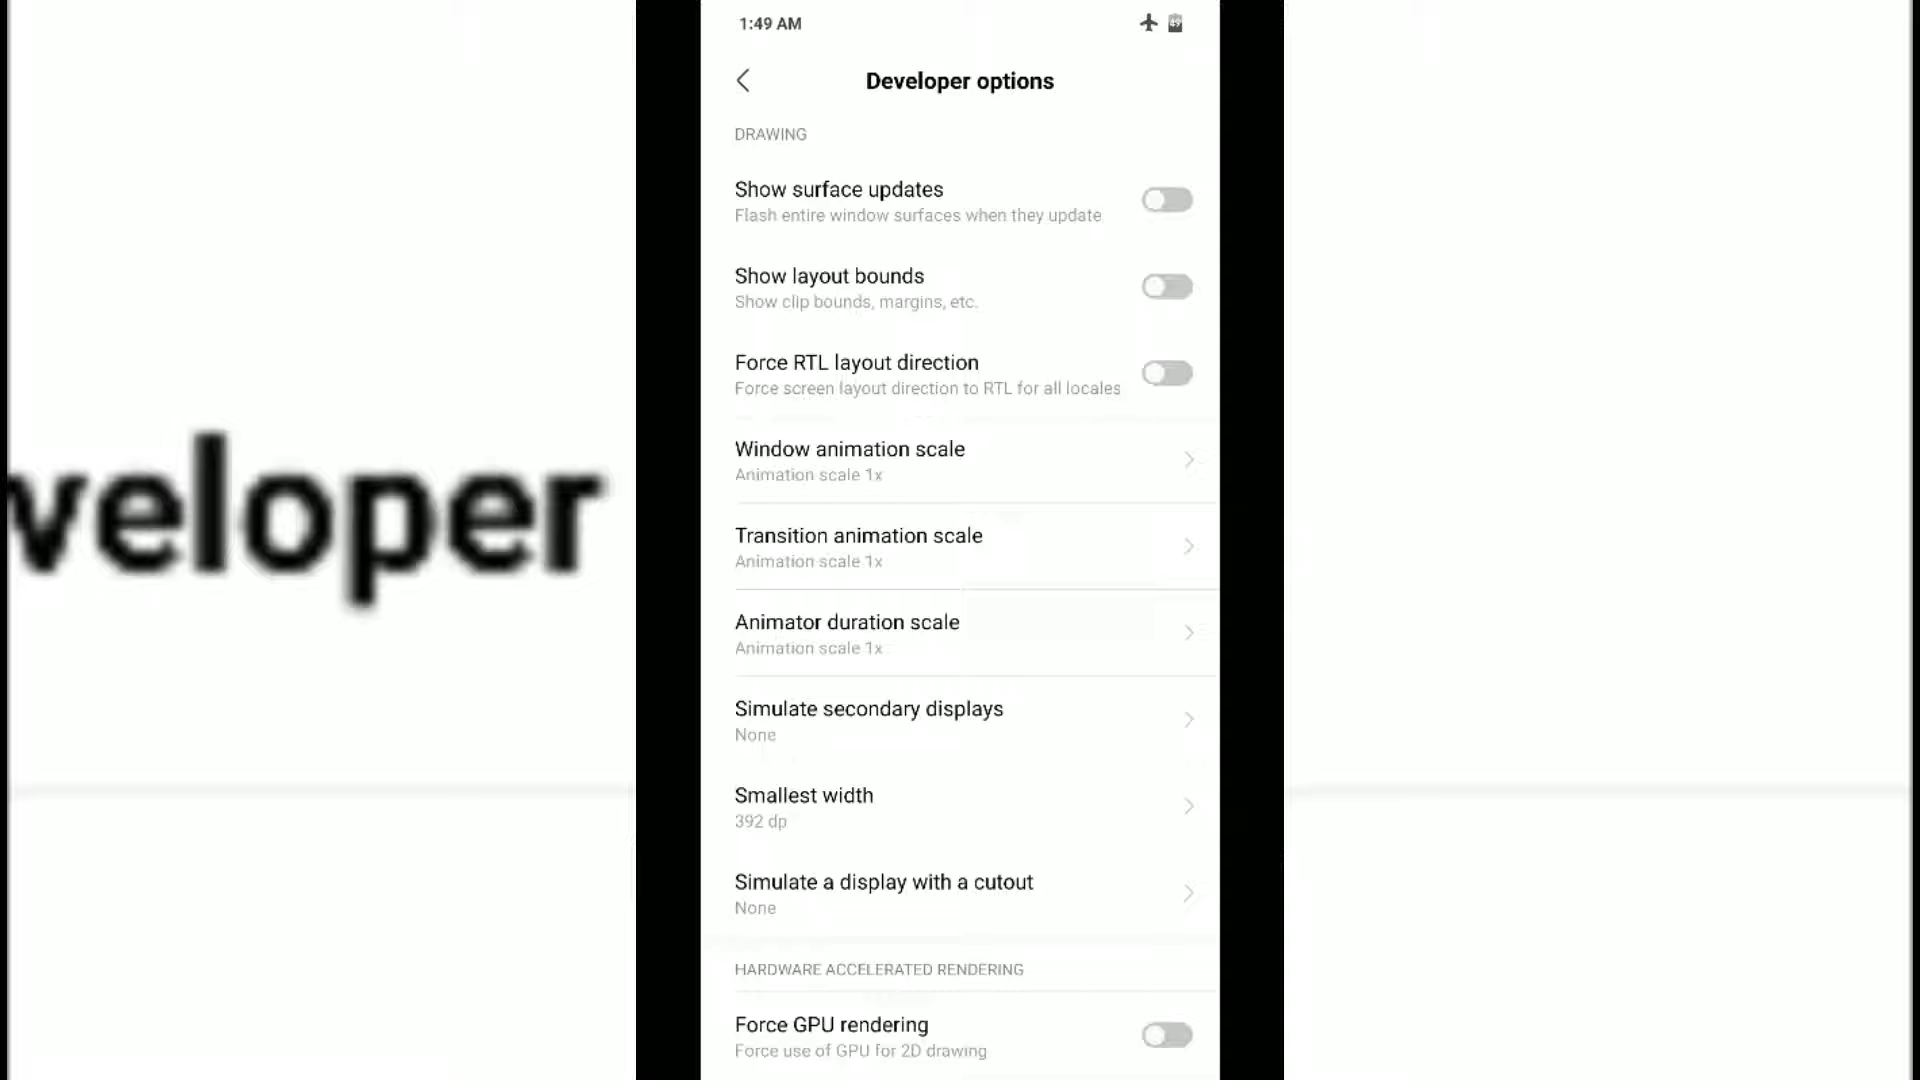 1:49 AM
49
Developer options
DRAWING
Show surface updates
Flash entire window surfaces when they update
Show layout bounds
Show clip bounds, margins, etc.
Force RTL layout direction
Force screen layout direction to RTL for all locales
Window animation scale
Animation scale 1x
Transition animation scale
Animation scale 1x
Animator duration scale
Animation scale 1x
Simulate secondary displays
None
Smallest width
392 dp
Simulate a display with a cutout
None
HARDWARE ACCELERATED RENDERING
Force GPU rendering
Force use of GPU for 2D drawing
veloper